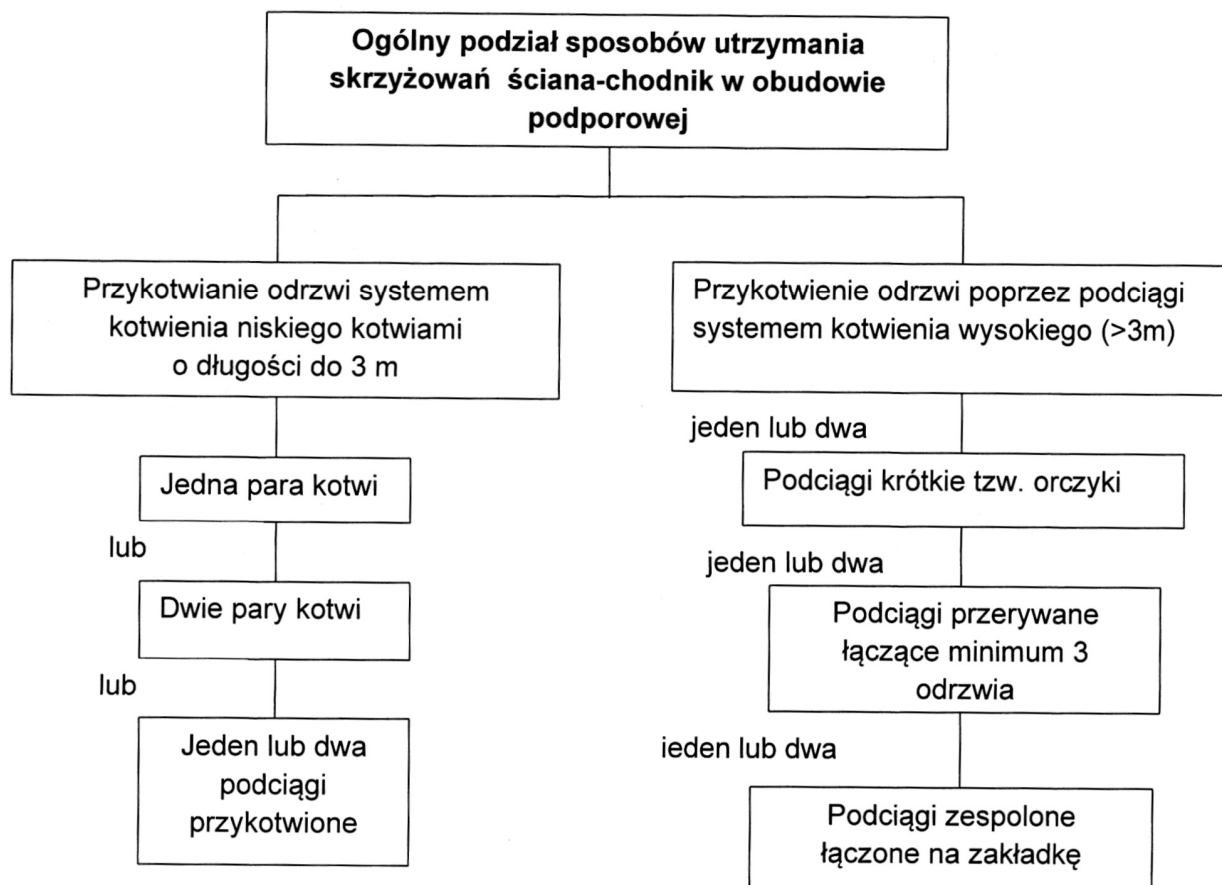 Ogólny podział sposobów utrzymania
skrzyżowań ściana-chodnik w obudowie
podporowej
Przykotwianie odrzwi systemem
kotwienia niskiego kotwiami
o długości do 3 m
Jedna para kotwi
lub
Dwie pary kotwi
lub
Jeden lub dwa
podciągi
przykotwione
Przykotwienie odrzwi poprzez podciągi
systemem kotwienia wysokiego (>3m)
jeden lub dwa
Podciągi krótkie tzw. orczyki
jeden lub dwa
Podciągi przerywane
łączące minimum 3
odrzwia
ieden lub dwa
Podciągi zespolone
łączone na zakładkę